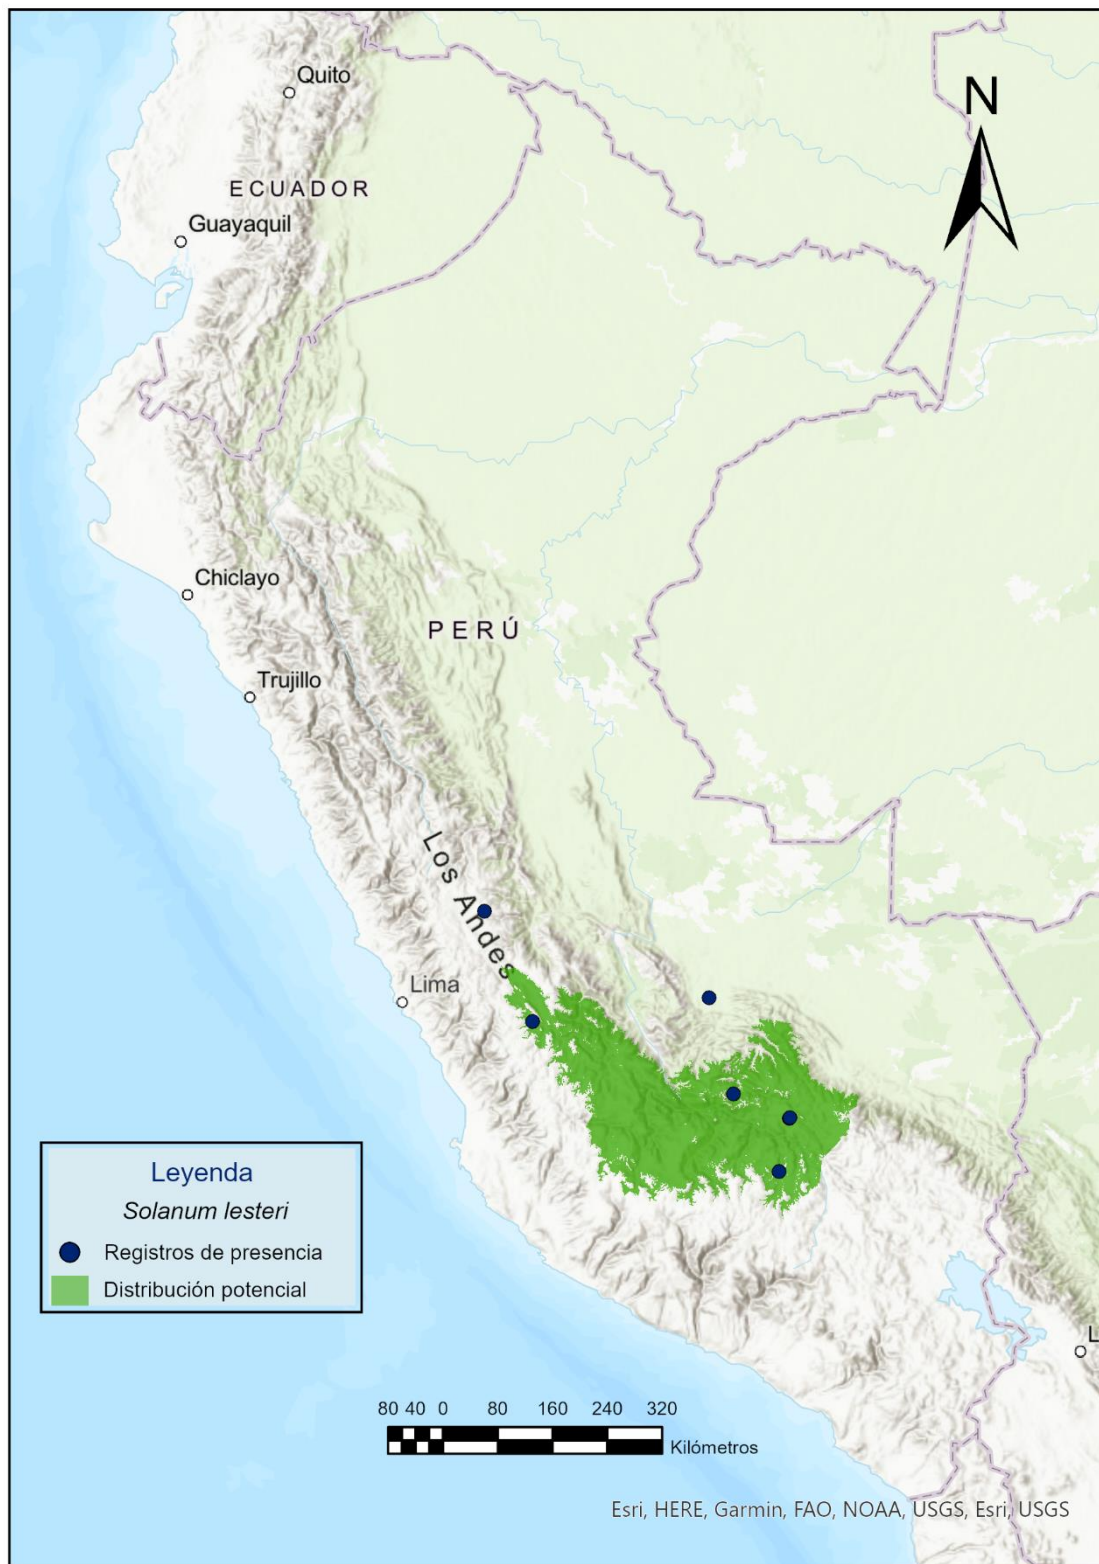 Quito
N
ECUADOR
Guayaquil
Chiclayo
PERÚ
Trujillo
Los Andes
Lima
Leyenda
Solanum lesteri
Registros de presencia
Distribución potencial
L
80 40 0 80 160 240 320
Kilómetros
Esri, HERE, Garmin, FAO, NOAA, USGS, Esri, USGS